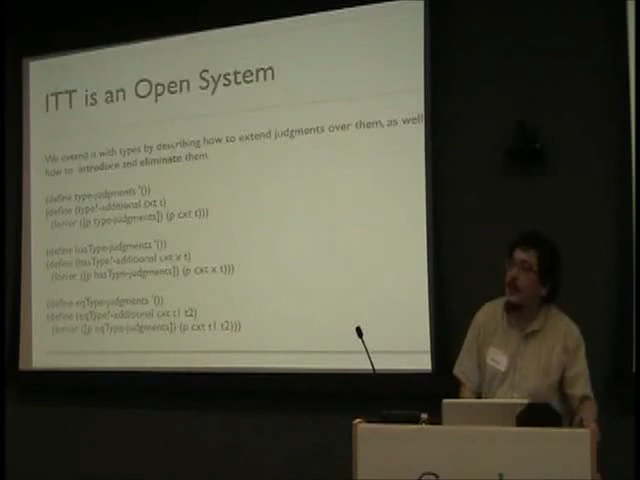 ITT is an Open System
We extend it with types by describing how to extend judgments over them, as well
how to introduce and eliminate them.
(define type-judgments '())
(define (type?-additional cxt t)
(for/or ([p type-judgments]) (p cxt t)))
(define hasType-judgments '())
(define (hasType?-additional cxt x t)
(for/or ([p hasType-judgments]) (p cxt x t)))
(define eqType-judgments '())
(define (eqType?-additional cxt t1 t2)
(for/or ([p eqType-judgments]) (p cxt t1 t2)))